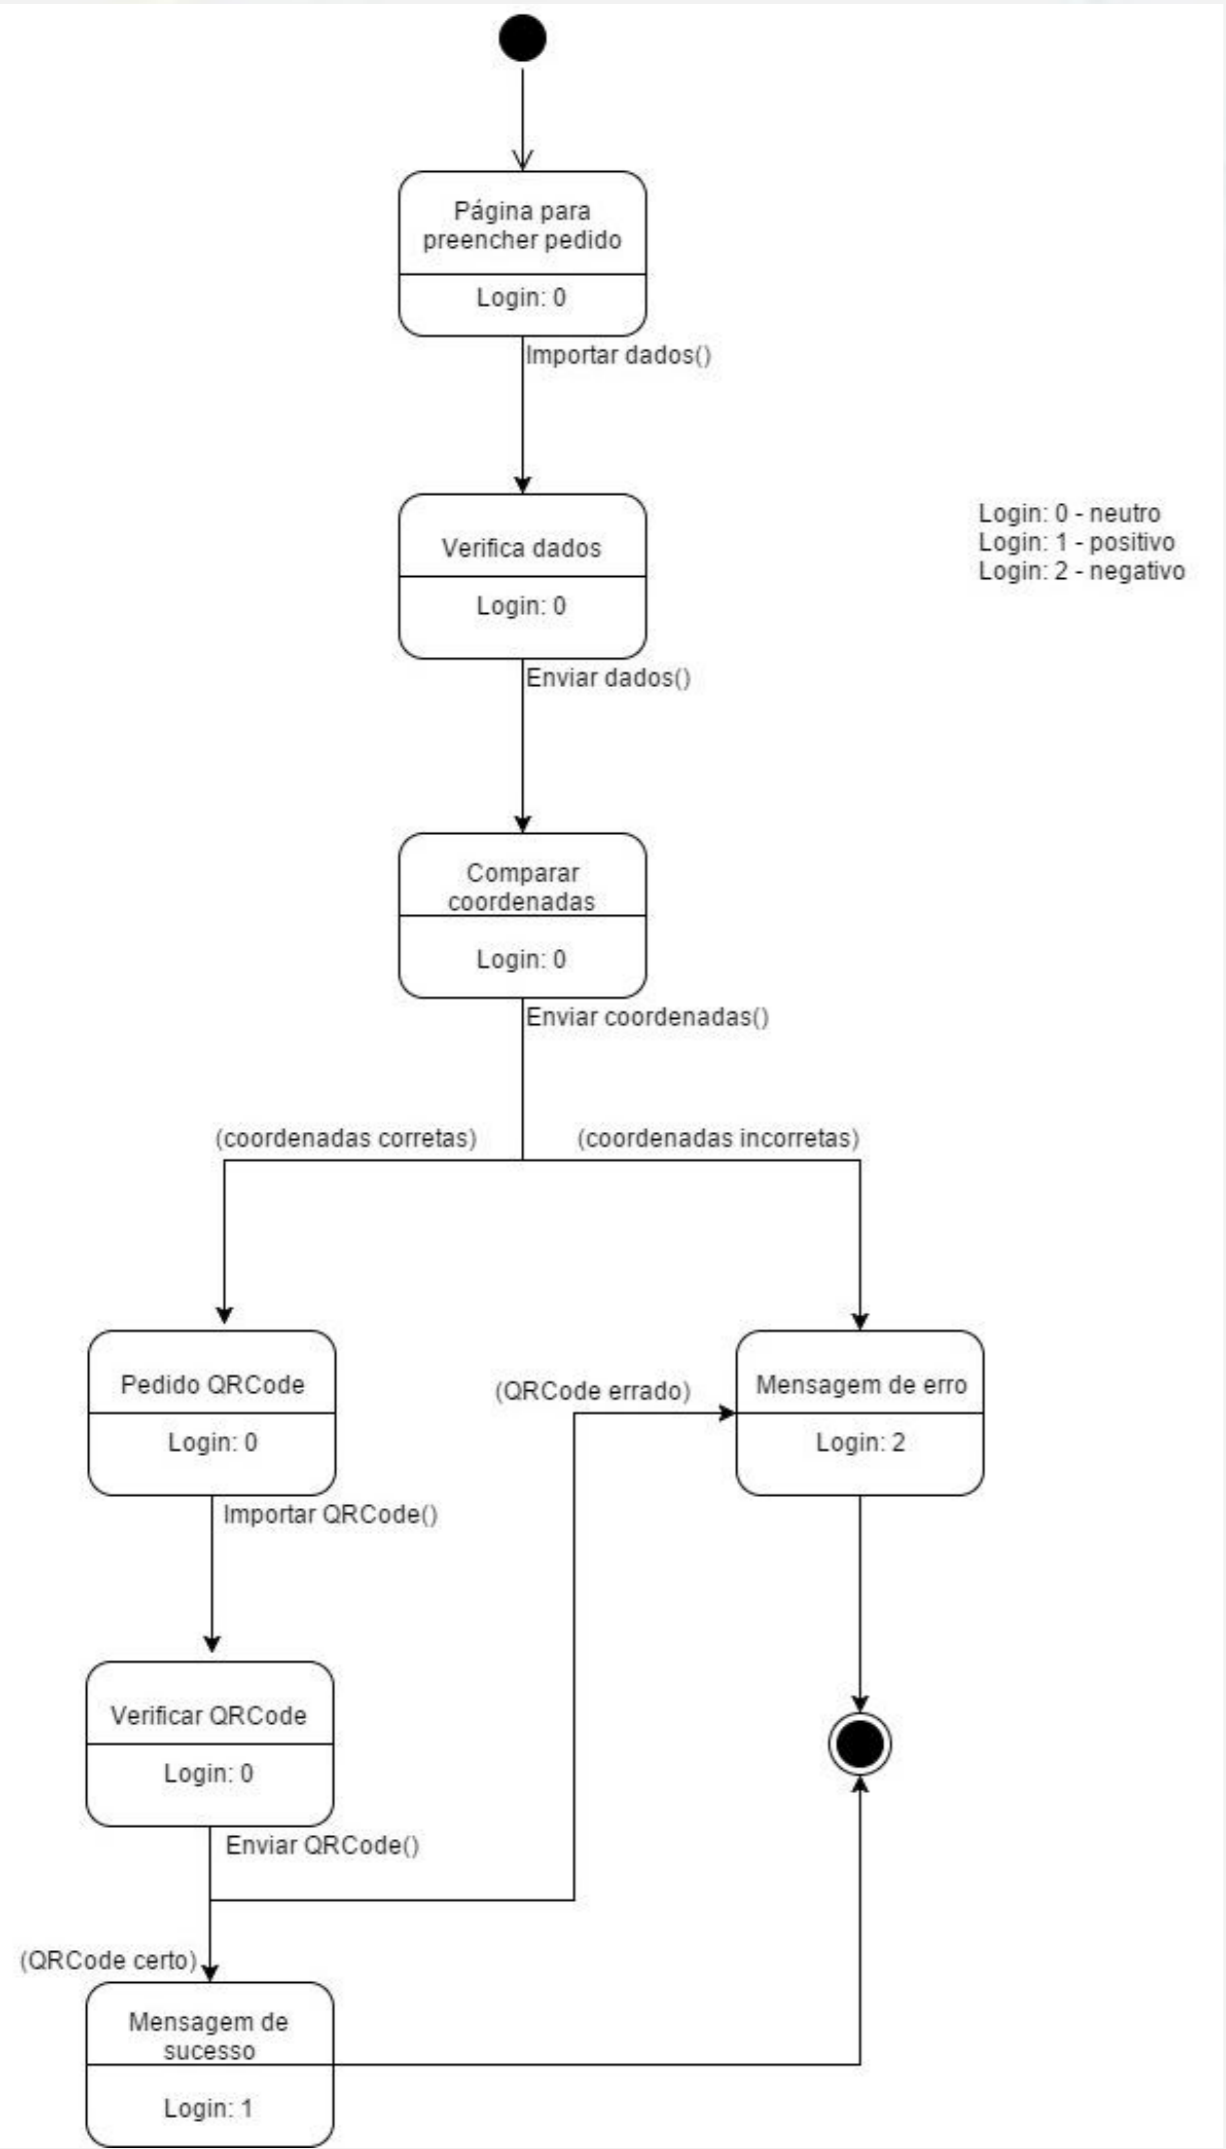 Página para
preencher pedido
Login: 0
Importar dados()
Verifica dados
Login: 0
Login: 0 - neutro
Login: 1 - positivo
Login: 2 - negativo
Enviar dados()
Comparar
coordenadas
Login: 0
Enviar coordenadas()
(coordenadas corretas)
(coordenadas incorretas)
Pedido QRCode
Login: 0
(QRCode errado)
Mensagem de erro
Login: 2
Importar QRCode()
Verificar QRCode
Login: 0
Enviar QRCode()
(QRCode certo)
Mensagem de
sucesso
Login: 1